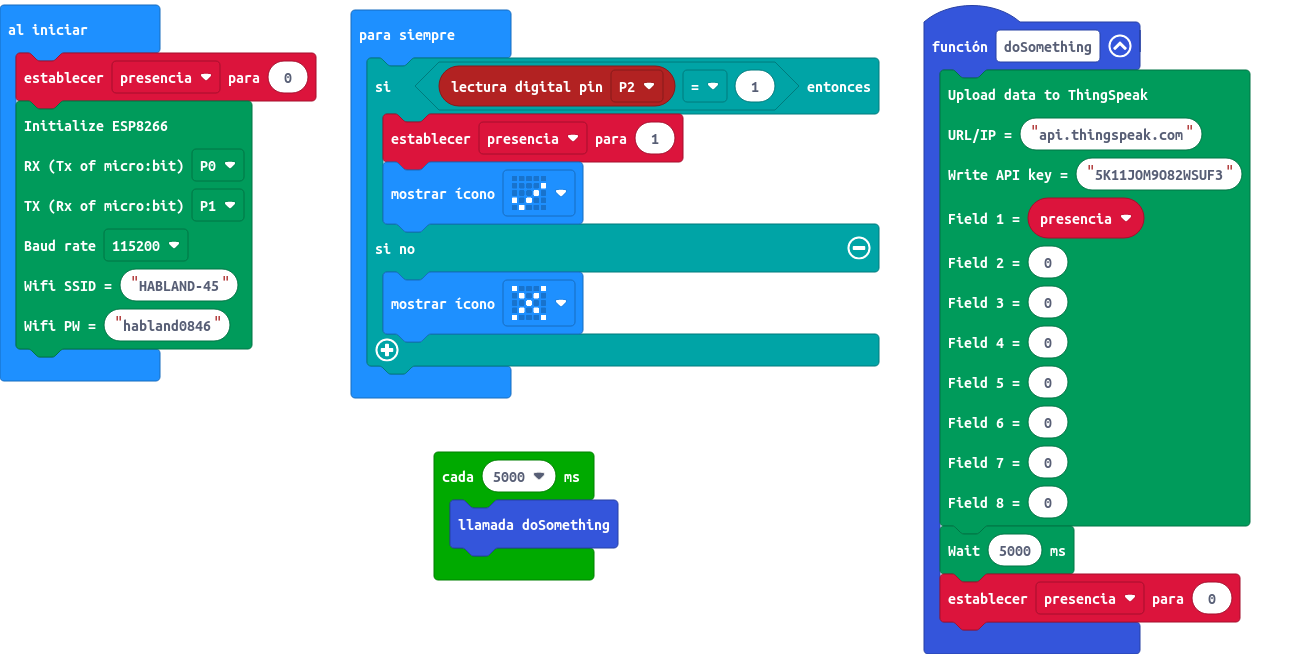 al iniciar
establecer presencia para 0
Initialize ESP8266
RX (Tx of micro:bit) P0
TX (Rx of micro:bit) P1
Baud rate 115200
Wifi SSID = "HABLAND-45"
Wifi PW = "habland0846"
para siempre
si lectura digital pin P2 = 1 entonces
establecer presencia para 1
mostrar ícono
si no
mostrar ícono
cada 5000 ms
llamada doSomething
función doSomething
Upload data to ThingSpeak
URL/IP = "api.thingspeak.com"
Write API key = "5K11JOM9O82WSUF3"
Field 1 = presencia
Field 2 = 0
Field 3 = 0
Field 4 = 0
Field 5 = 0
Field 6 = 0
Field 7 = 0
Field 8 = 0
Wait 5000 ms
establecer presencia para 0